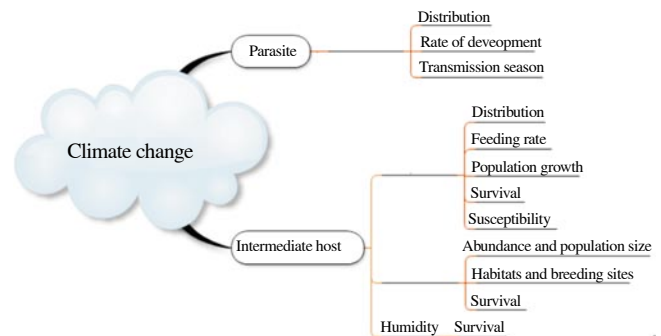 Distribution
Parasite
Rate of deveopment
Transmission season
Climate change
Distribution
Feeding rate
Population growth
Survival
Susceptibility
Intermediate host
Abundance and population size
Habitats and breeding sites
Survival
Humidity Survival